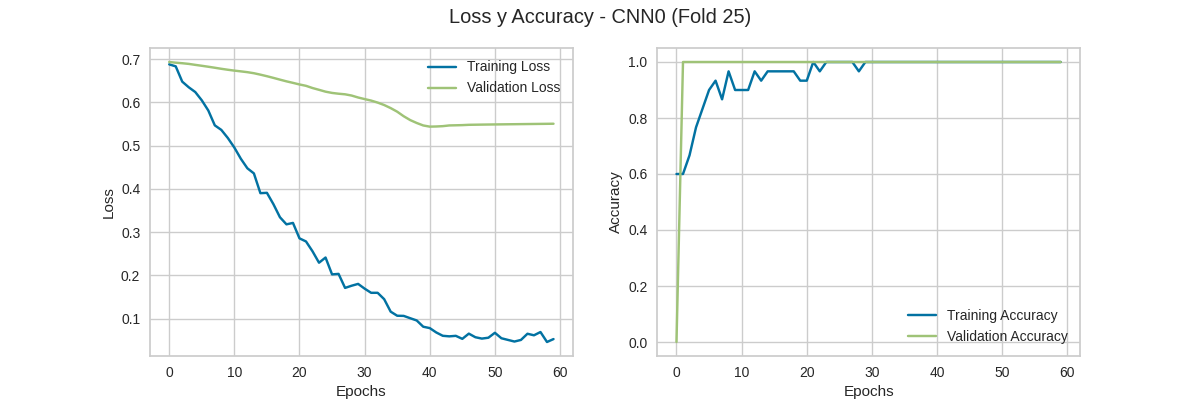 Loss y Accuracy - CNN0 (Fold 25)
0.7
0.6
0.5
0.4
0.3
0.2
0.1
Loss
0 10 20 30 40 50 60
Epochs
Training Loss
Validation Loss
1.0
0.8
0.6
0.4
0.2
0.0
Accuracy
0 10 20 30 40 50 60
Epochs
Training Accuracy
Validation Accuracy